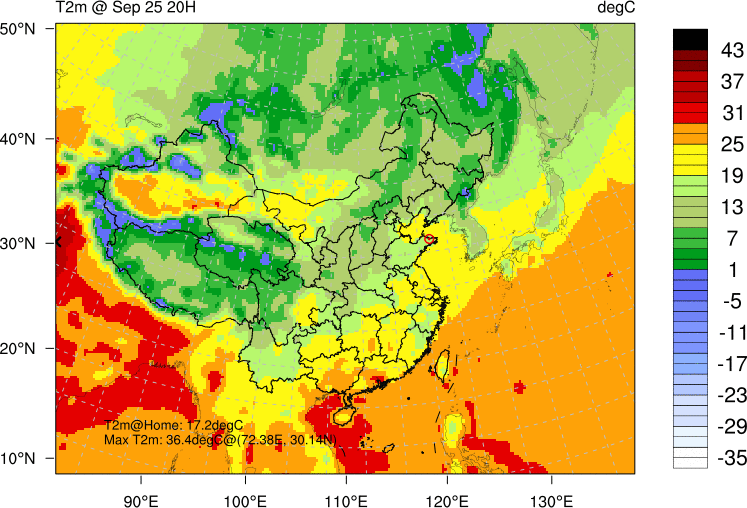 T2m @ Sep 25 20H
degC
50°N
40°N
30°N
20°N
10°N
90°E
100°E
110°E
120°E
130°E
T2m@Home: 17.2degC
Max T2m: 36.4degC@(72.38E, 30.14N)
43
37
31
25
19
13
7
1
-5
-11
-17
-23
-29
-35